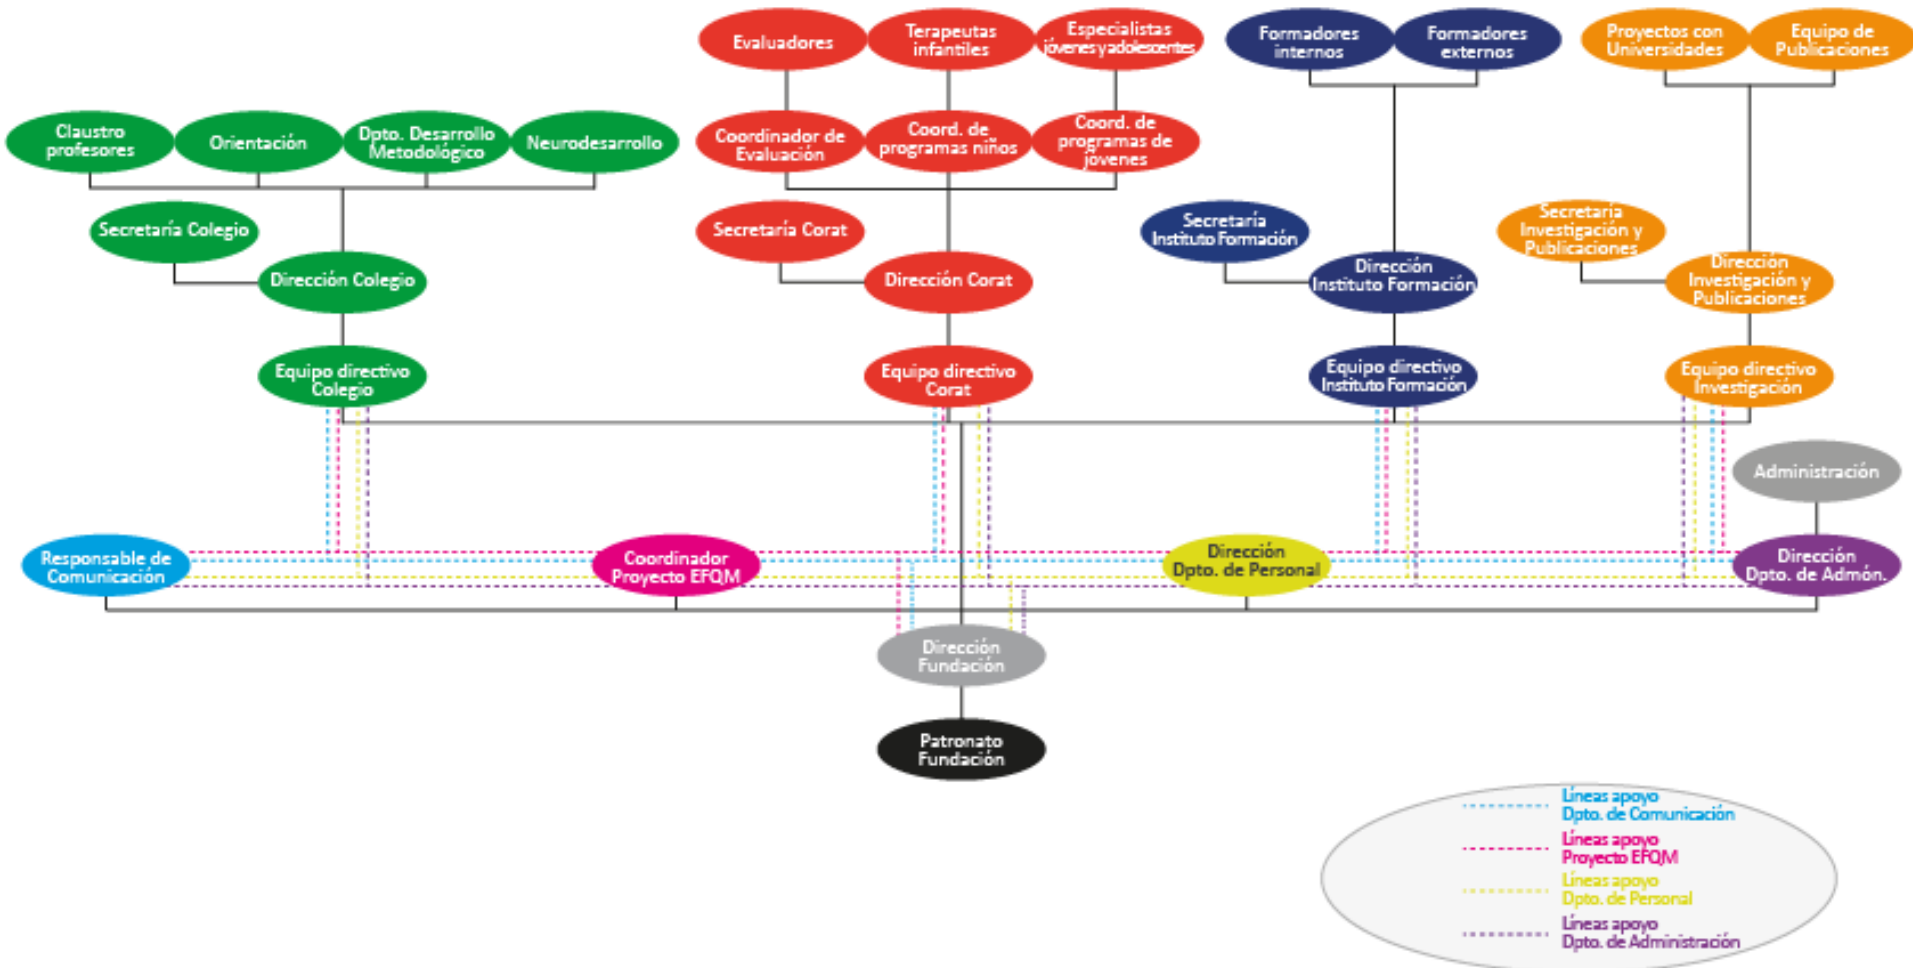 Evaluadores
Terapeutas
infantiles
Especialistas
jóvenes y adolescentes
Formadores
internos
Formadores
externos
Proyectos con
Universidades
Equipo de
Publicaciones
Claustro
profesores
Orientación
Dpto. Desarrollo
Metodológico
Neurodesarrollo
Coordinador de
Evaluación
Coord. de
programas niños
Coord. de
programas de
jóvenes
Secretaría Colegio
Secretaría Corat
Secretaría
Instituto Formación
Secretaría
Investigación y
Publicaciones
Dirección Colegio
Dirección Corat
Dirección
Instituto Formación
Dirección
Investigación y
Publicaciones
Equipo directivo
Colegio
Equipo directivo
Corat
Equipo directivo
Instituto Formación
Equipo directivo
Investigación
Administración
Responsable de
Comunicación
Coordinador
Proyecto EFQM
Dirección
Dpto. de Personal
Dirección
Dpto. de Admón.
Dirección
Fundación
Patronato
Fundación
Líneas apoyo
Dpto. de Comunicación
Líneas apoyo
Proyecto EFQM
Líneas apoyo
Dpto. de Personal
Líneas apoyo
Dpto. de Administración